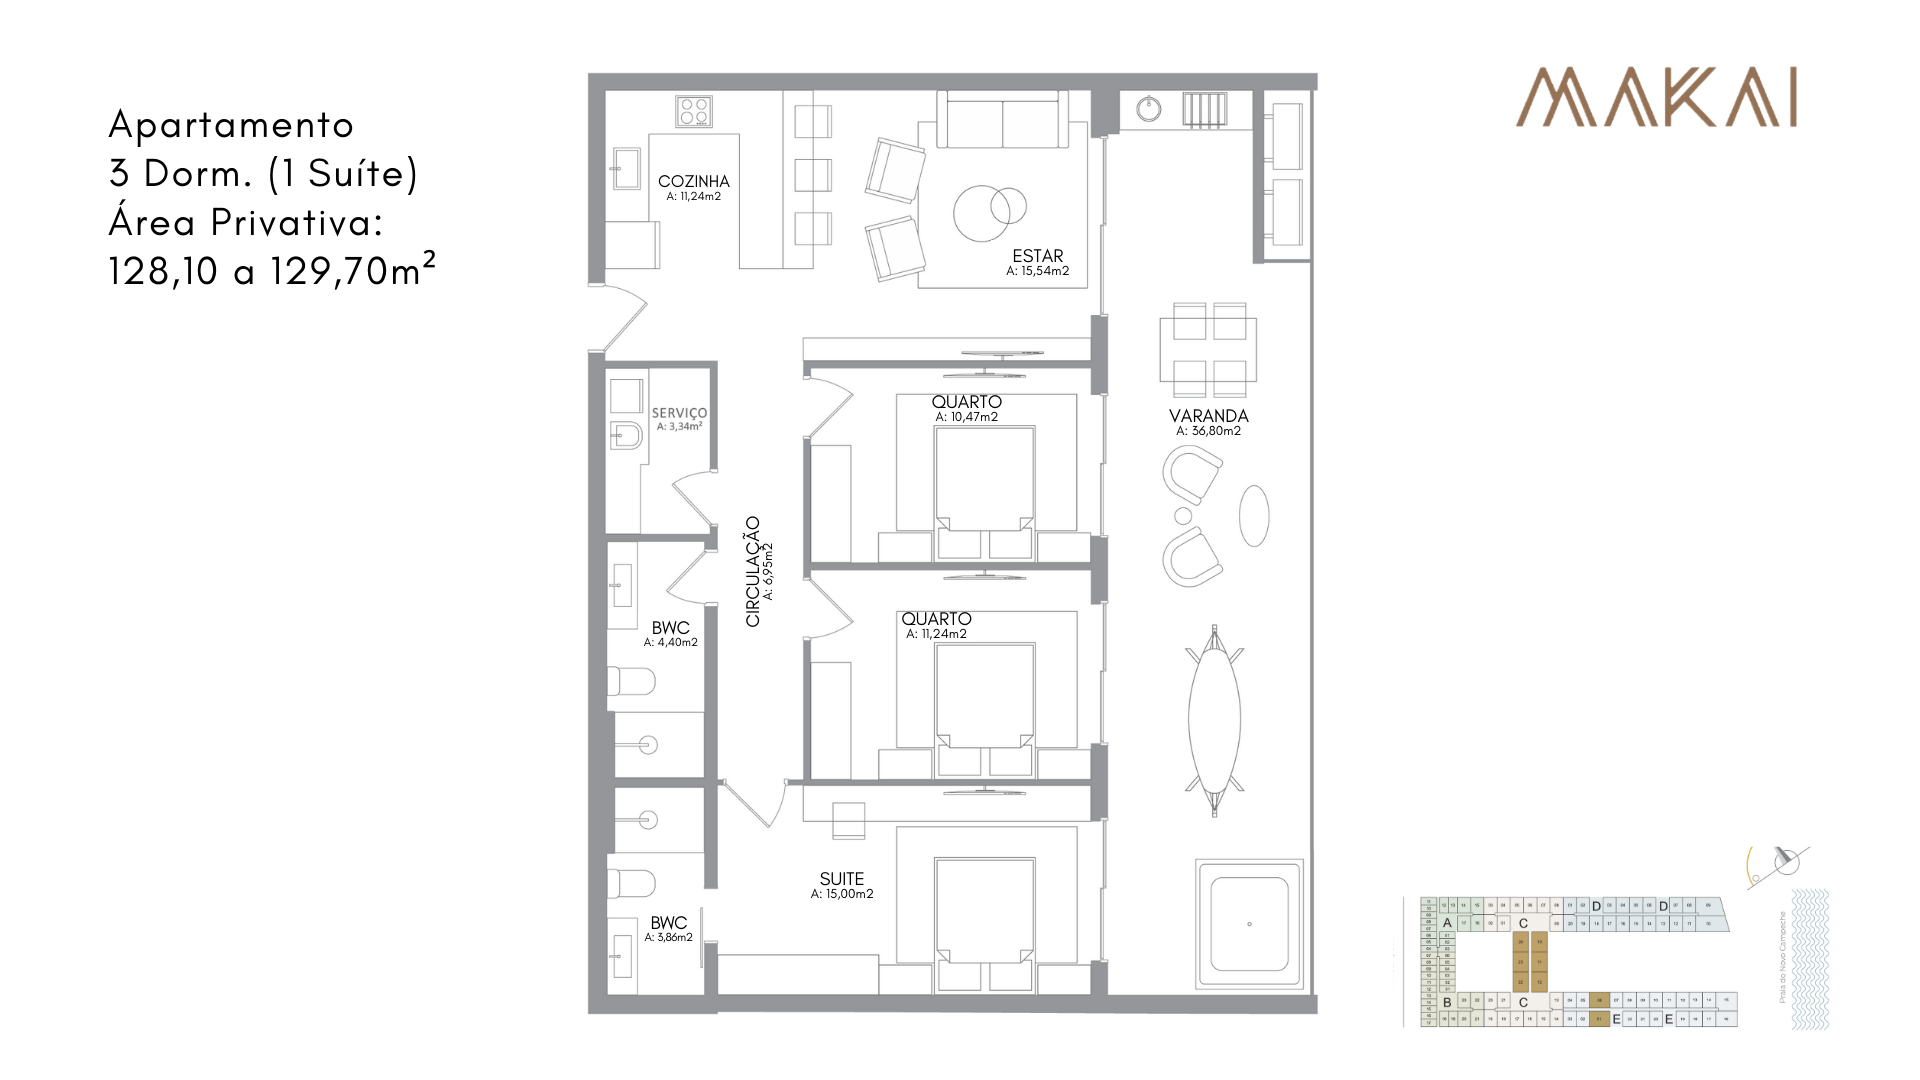 Apartamento
3 Dorm. (1 Suíte)
Área Privativa:
128,10 a 129,70m²
MAKAI
COZINHA
A: 11,24m2
ESTAR
A: 15,54m2
SERVIÇO
A: 3,34m²
QUARTO
A: 10,47m2
VARANDA
A: 36,80m2
CIRCULAÇÃO
A: 6,95m2
BWC
A: 4,40m2
QUARTO
A: 11,24m2
SUITE
A: 15,00m2
BWC
A: 3,86m2
D
D
A
C
B
C
E
E
Praia do Novo Campeche